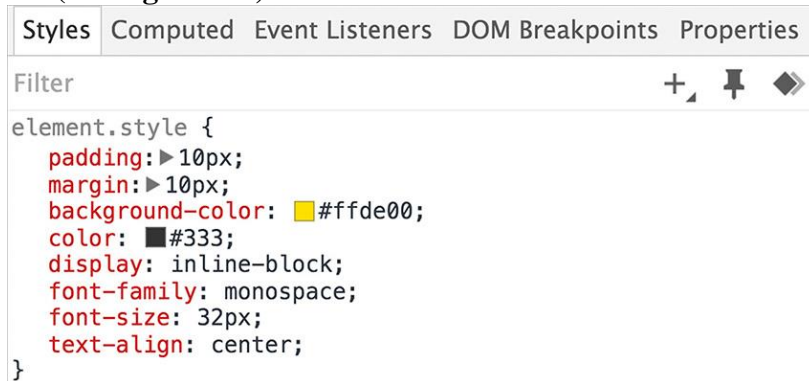 Styles Computed Event Listeners DOM Breakpoints Properties
Filter
element.style {
padding: 10px;
margin: 10px;
background-color: #ffde00;
color: #333;
display: inline-block;
font-family: monospace;
font-size: 32px;
text-align: center;
}